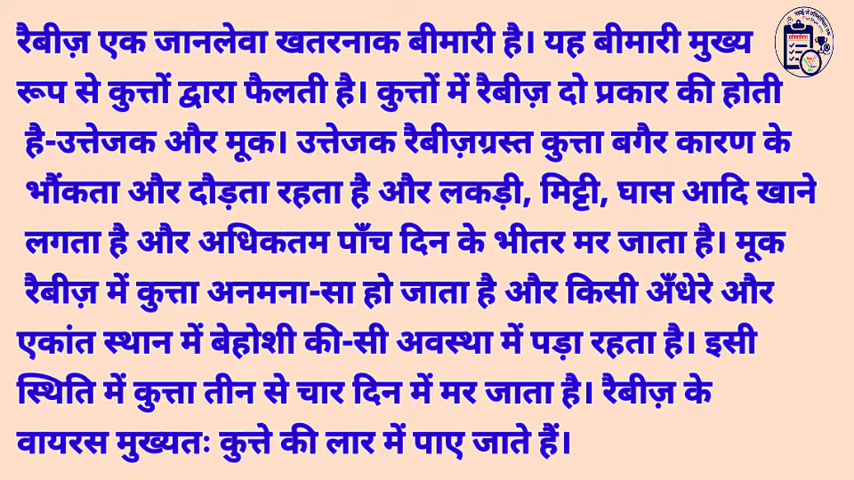 रैबीज़ एक जानलेवा खतरनाक बीमारी है। यह बीमारी मुख्य
रूप से कुत्तों द्वारा फैलती है। कुत्तों में रैबीज़ दो प्रकार की होती
है-उत्तेजक और मूक। उत्तेजक रैबीज़ग्रस्त कुत्ता बगैर कारण के
भौंकता और दौड़ता रहता है और लकड़ी, मिट्टी, घास आदि खाने
लगता है और अधिकतम पाँच दिन के भीतर मर जाता है। मूक
रैबीज़ में कुत्ता अनमना-सा हो जाता है और किसी अँधेरे और
एकांत स्थान में बेहोशी की-सी अवस्था में पड़ा रहता है। इसी
स्थिति में कुत्ता तीन से चार दिन में मर जाता है। रैबीज़ के
वायरस मुख्यतः कुत्ते की लार में पाए जाते हैं।